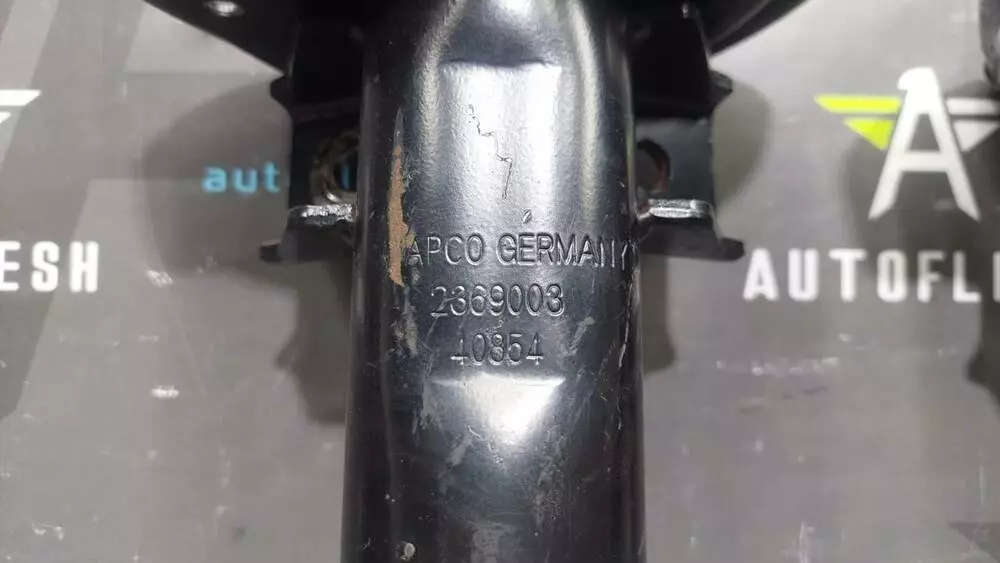 aut
ESH
AUTOFL
APCO GERMANY
2369003
40854